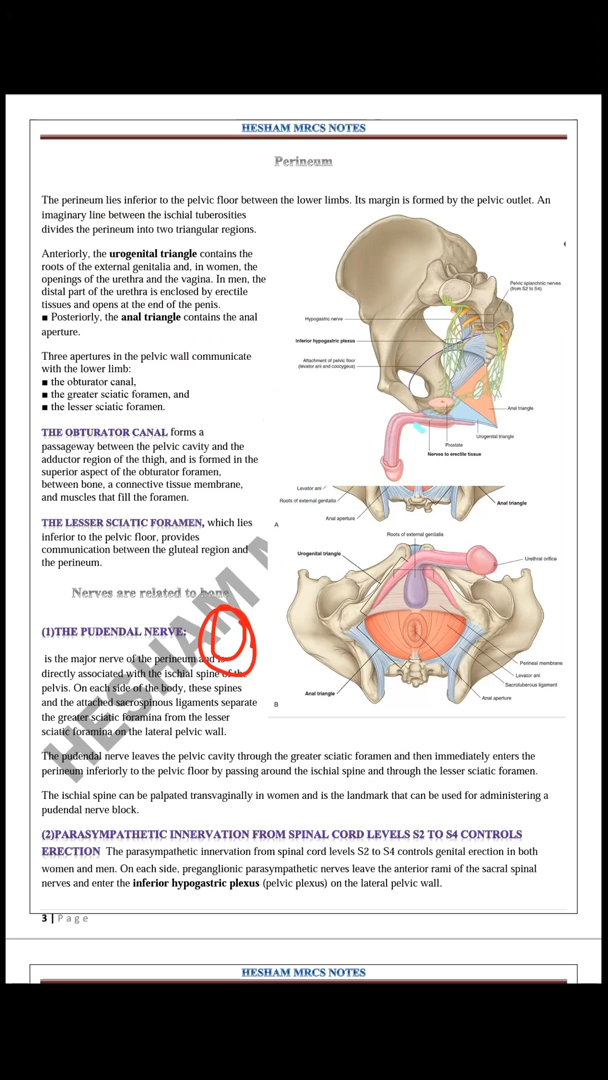 HESHAM MRCS NOTES
Perineum
The perineum lies inferior to the pelvic floor between the lower limbs. Its margin is formed by the pelvic outlet. An
imaginary line between the ischial tuberosities
divides the perineum into two triangular regions.
Anteriorly, the urogenital triangle contains the
roots of the external genitalia and, in women, the
openings of the urethra and the vagina. In men, the
distal part of the urethra is enclosed by erectile
tissues and opens at the end of the penis.
■ Posteriorly, the anal triangle contains the anal
aperture.
Three apertures in the pelvic wall communicate
with the lower limb:
■ the obturator canal,
■ the greater sciatic foramen, and
■ the lesser sciatic foramen.
THE OBTURATOR CANAL forms a
passageway between the pelvic cavity and the
adductor region of the thigh, and is formed in the
superior aspect of the obturator foramen,
between bone, a connective tissue membrane,
and muscles that fill the foramen.
THE LESSER SCIATIC FORAMEN, which lies
inferior to the pelvic floor, provides
communication between the gluteal region and
the perineum.
Pelvic splanchnic nerves
(from S2 to S4)
Hypogastric nerve
Inferior hypogastric plexus
Attachment of pelvic floor
(levator ani and coccygeus)
Anal triangle
Urogenital triangle
Prostate
Nerves to erectile tissue
Levator ani
Roots of external genitalia
Anal triangle
Anal aperture
A
Roots of external genitalia
Urogenital triangle
Urethral orifice
Perineal membrane
Levator ani
Sacrotuberous ligament
Anal triangle
Anal aperture
B
Nerves are related to bone
(1)THE PUDENDAL NERVE:
is the major nerve of the perineum and is
directly associated with the ischial spine of the
pelvis. On each side of the body, these spines
and the attached sacrospinous ligaments separate
the greater sciatic foramina from the lesser
sciatic foramina on the lateral pelvic wall.
The pudendal nerve leaves the pelvic cavity through the greater sciatic foramen and then immediately enters the
perineum inferiorly to the pelvic floor by passing around the ischial spine and through the lesser sciatic foramen.
The ischial spine can be palpated transvaginally in women and is the landmark that can be used for administering a
pudendal nerve block.
(2)PARASYMPATHETIC INNERVATION FROM SPINAL CORD LEVELS S2 TO S4 CONTROLS
ERECTION The parasympathetic innervation from spinal cord levels S2 to S4 controls genital erection in both
women and men. On each side, preganglionic parasympathetic nerves leave the anterior rami of the sacral spinal
nerves and enter the inferior hypogastric plexus (pelvic plexus) on the lateral pelvic wall.
3 | Page
HESHAM MRCS NOTES
HESHAM M